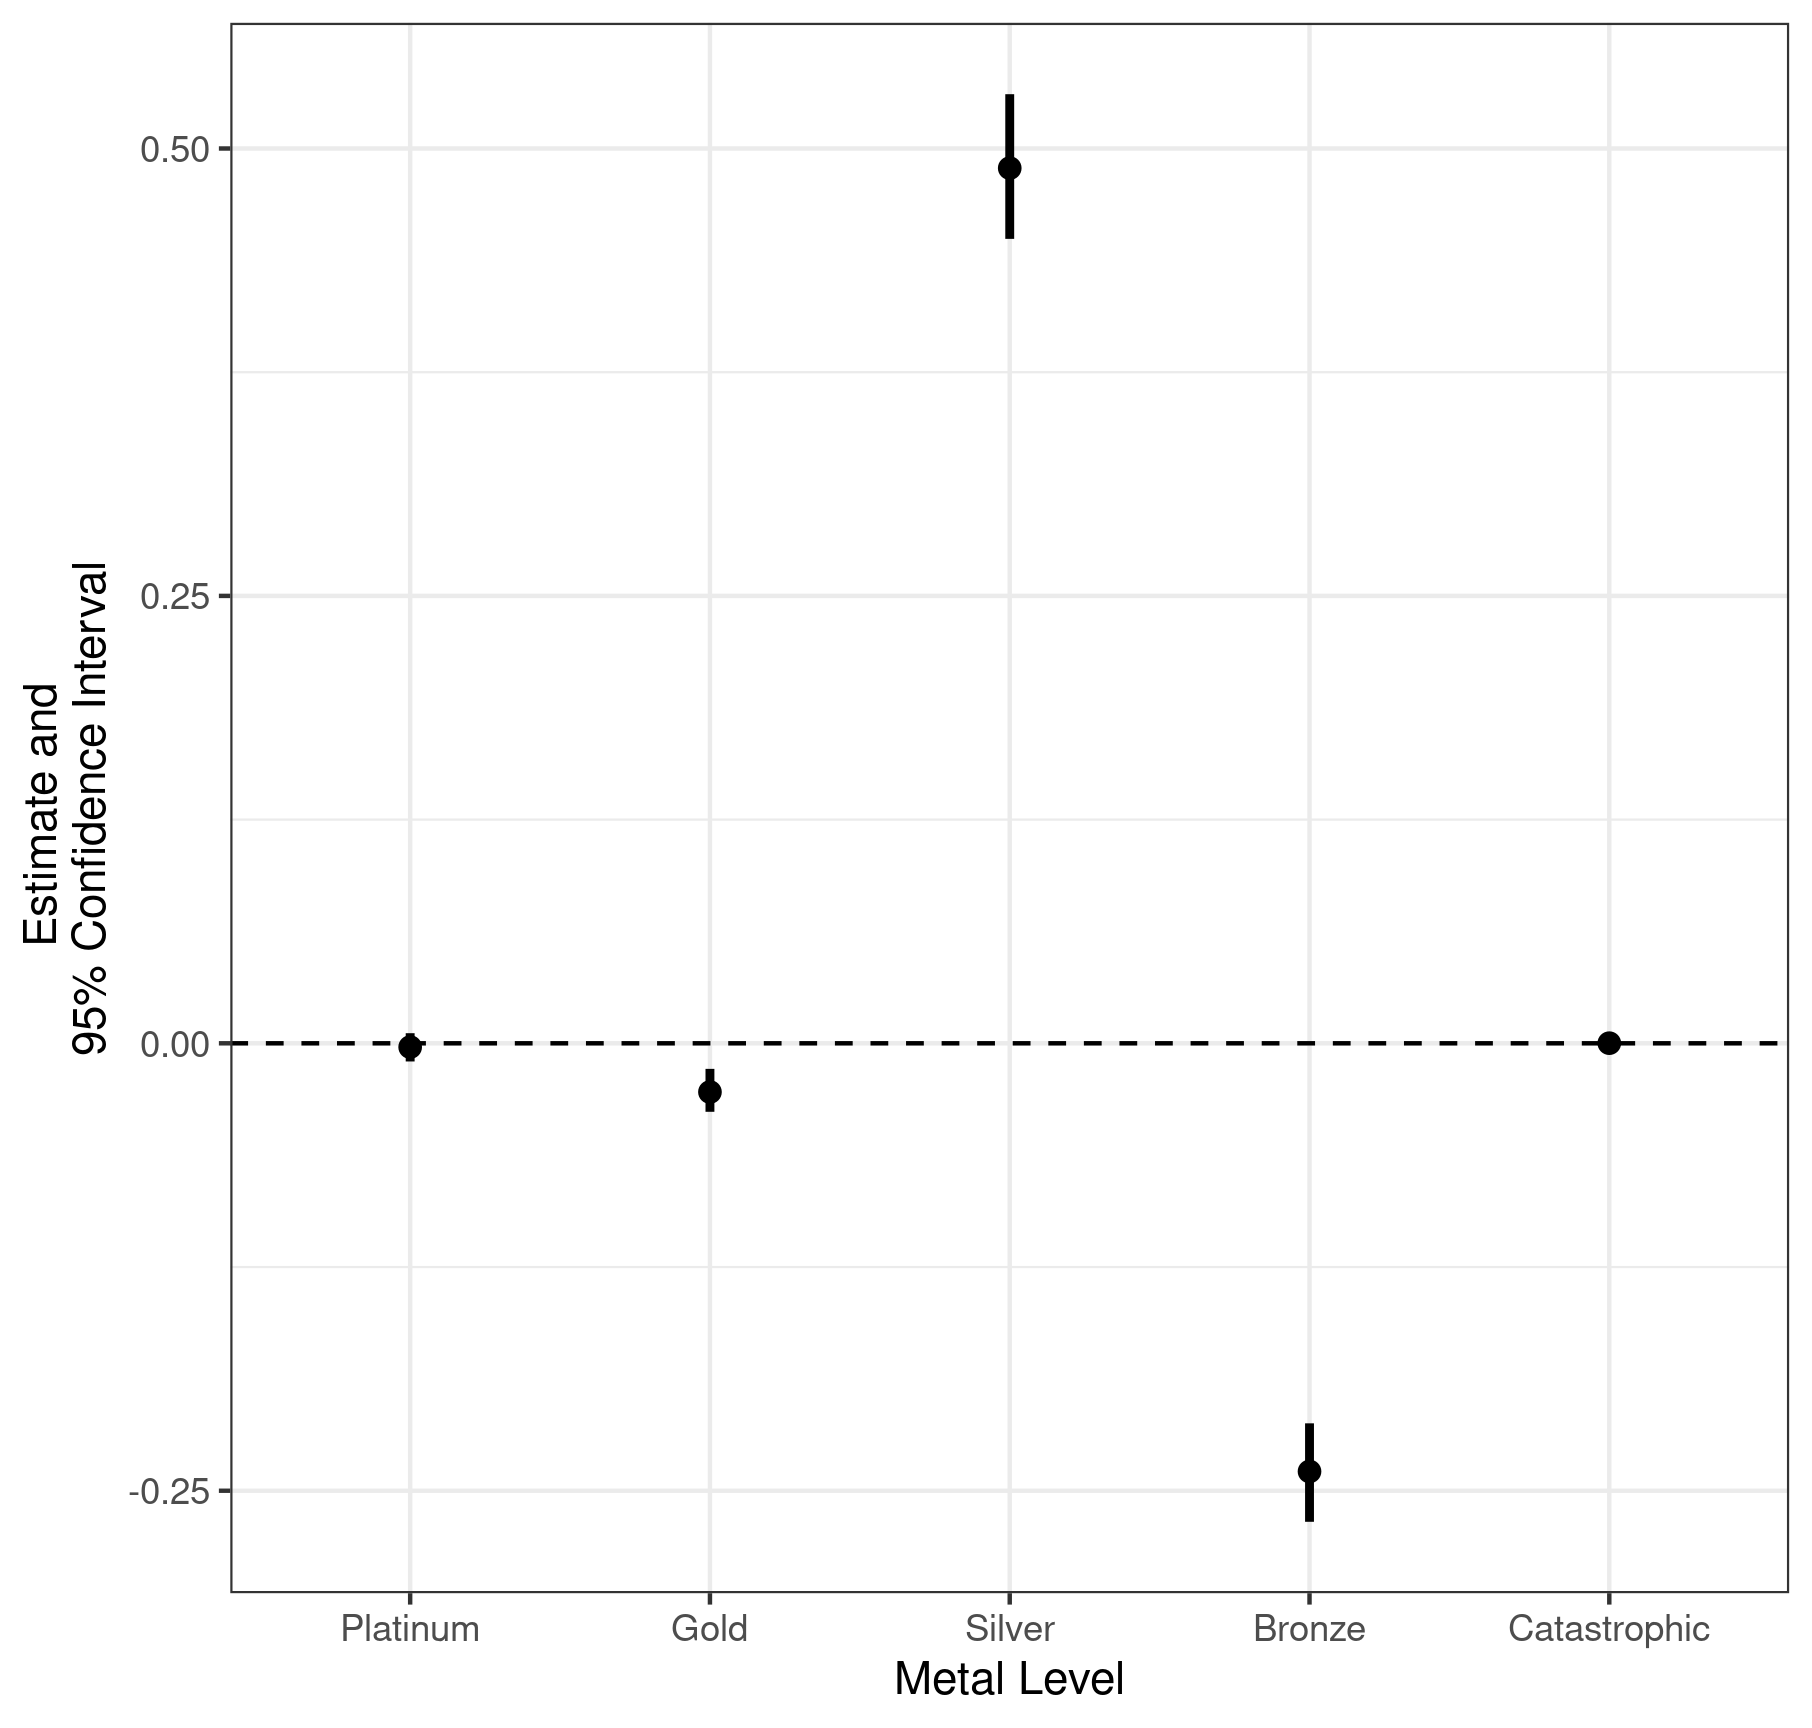 Estimate and
95% Confidence Interval
0.50
0.25
0.00
-0.25
Platinum
Gold
Silver
Bronze
Catastrophic
Metal Level